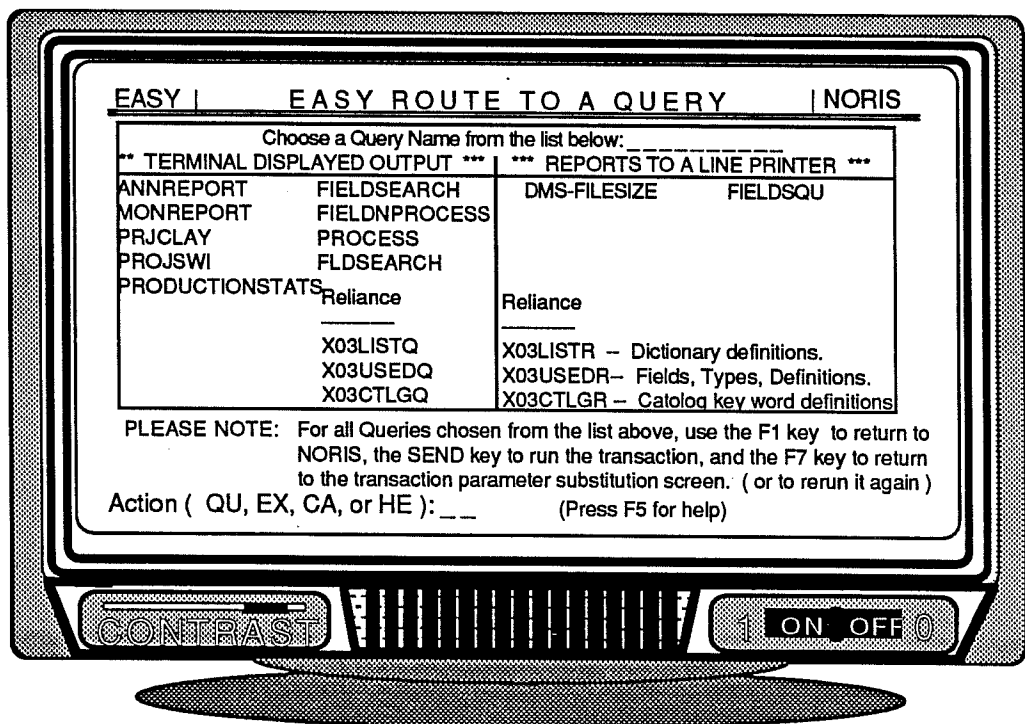 EASY | EASY ROUTE TO A QUERY | NORIS
Choose a Query Name from the list below: _ _ _ _ _ _ _ _ _ _
** TERMINAL DISPLAYED OUTPUT *** | *** REPORTS TO A LINE PRINTER ***
ANNREPORT FIELDSEARCH DMS-FILESIZE FIELDSQU
MONREPORT FIELDNPROCESS
PRJCLAY PROCESS
PROJSWI FLDSEARCH
PRODUCTIONSTATS
Reliance Reliance
X03LISTQ X03LISTR -- Dictionary definitions.
X03USEDQ X03USEDR-- Fields, Types, Definitions.
X03CTLGQ X03CTLGR -- Catolog key word definitions
PLEASE NOTE: For all Queries chosen from the list above, use the F1 key to return to
NORIS, the SEND key to run the transaction, and the F7 key to return
to the transaction parameter substitution screen. ( or to rerun it again )
Action ( QU, EX, CA, or HE ): _ _ (Press F5 for help)
CONTRAST 1 ON OFF 0